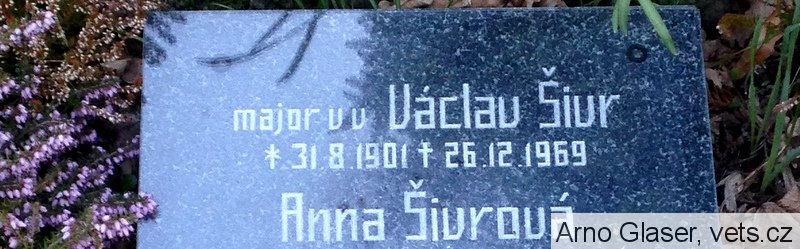 major v v Václav Šivr
* 31.8.1901 † 26.12.1969
Anna Šivrová
Arno Glaser, vets.cz